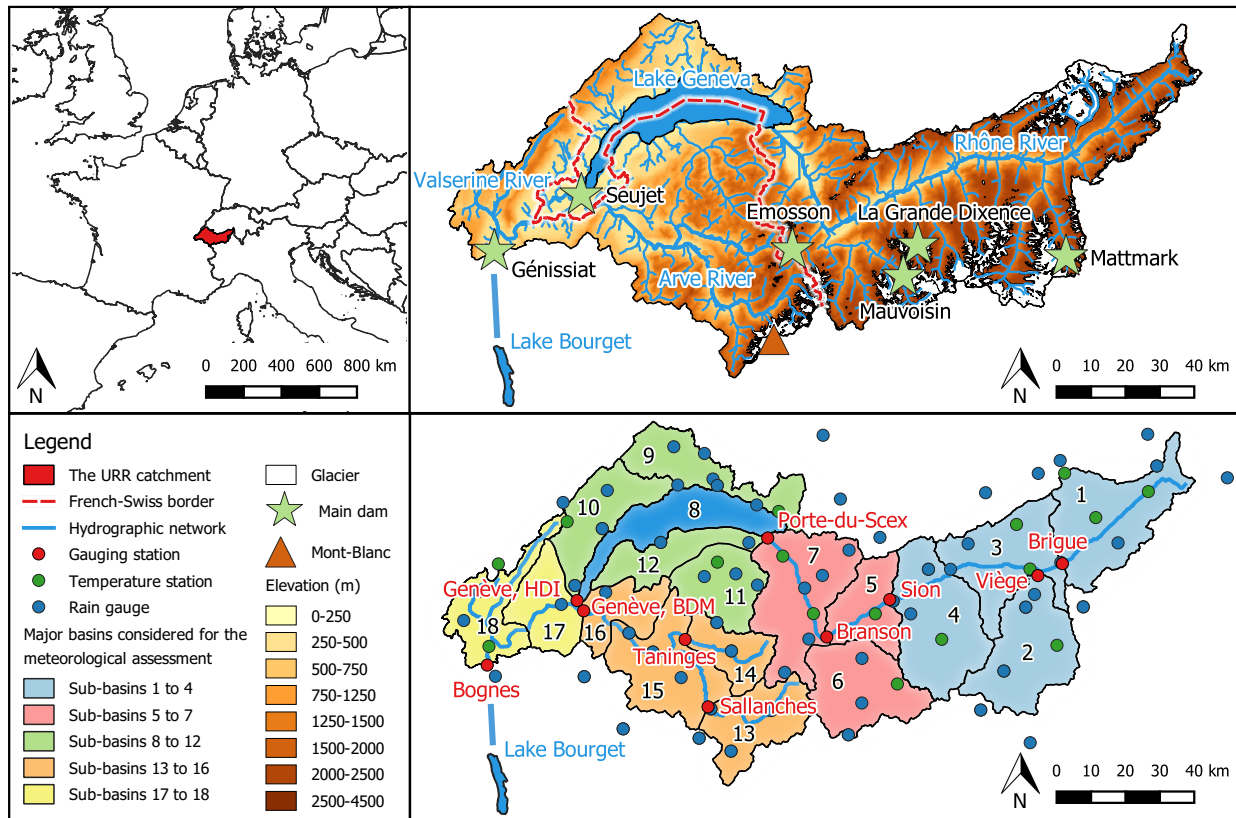 N
0 200 400 600 800 km
Lake Geneva
Rhône River
Valserine River
Seujet
Emosson
La Grande Dixence
Génissiat
Mattmark
Arve River
Mauvoisin
Lake Bourget
N
0 10 20 30 40 km
Legend
The URR catchment
French-Swiss border
Hydrographic network
Gauging station
Temperature station
Rain gauge
Major basins considered for the
meteorological assessment
Sub-basins 1 to 4
Sub-basins 5 to 7
Sub-basins 8 to 12
Sub-basins 13 to 16
Sub-basins 17 to 18
Glacier
Main dam
Mont-Blanc
Elevation (m)
0-250
250-500
500-750
750-1250
1250-1500
1500-2000
2000-2500
2500-4500
9
1
10
8
Porte-du-Scex
3
7
Brigue
12
5
Viège
Genève, HDI
Sion
11
Genève, BDM
4
18
17
16
Branson
Taninges
2
Bognes
14
6
15
Sallanches
13
Lake Bourget
N
0 10 20 30 40 km